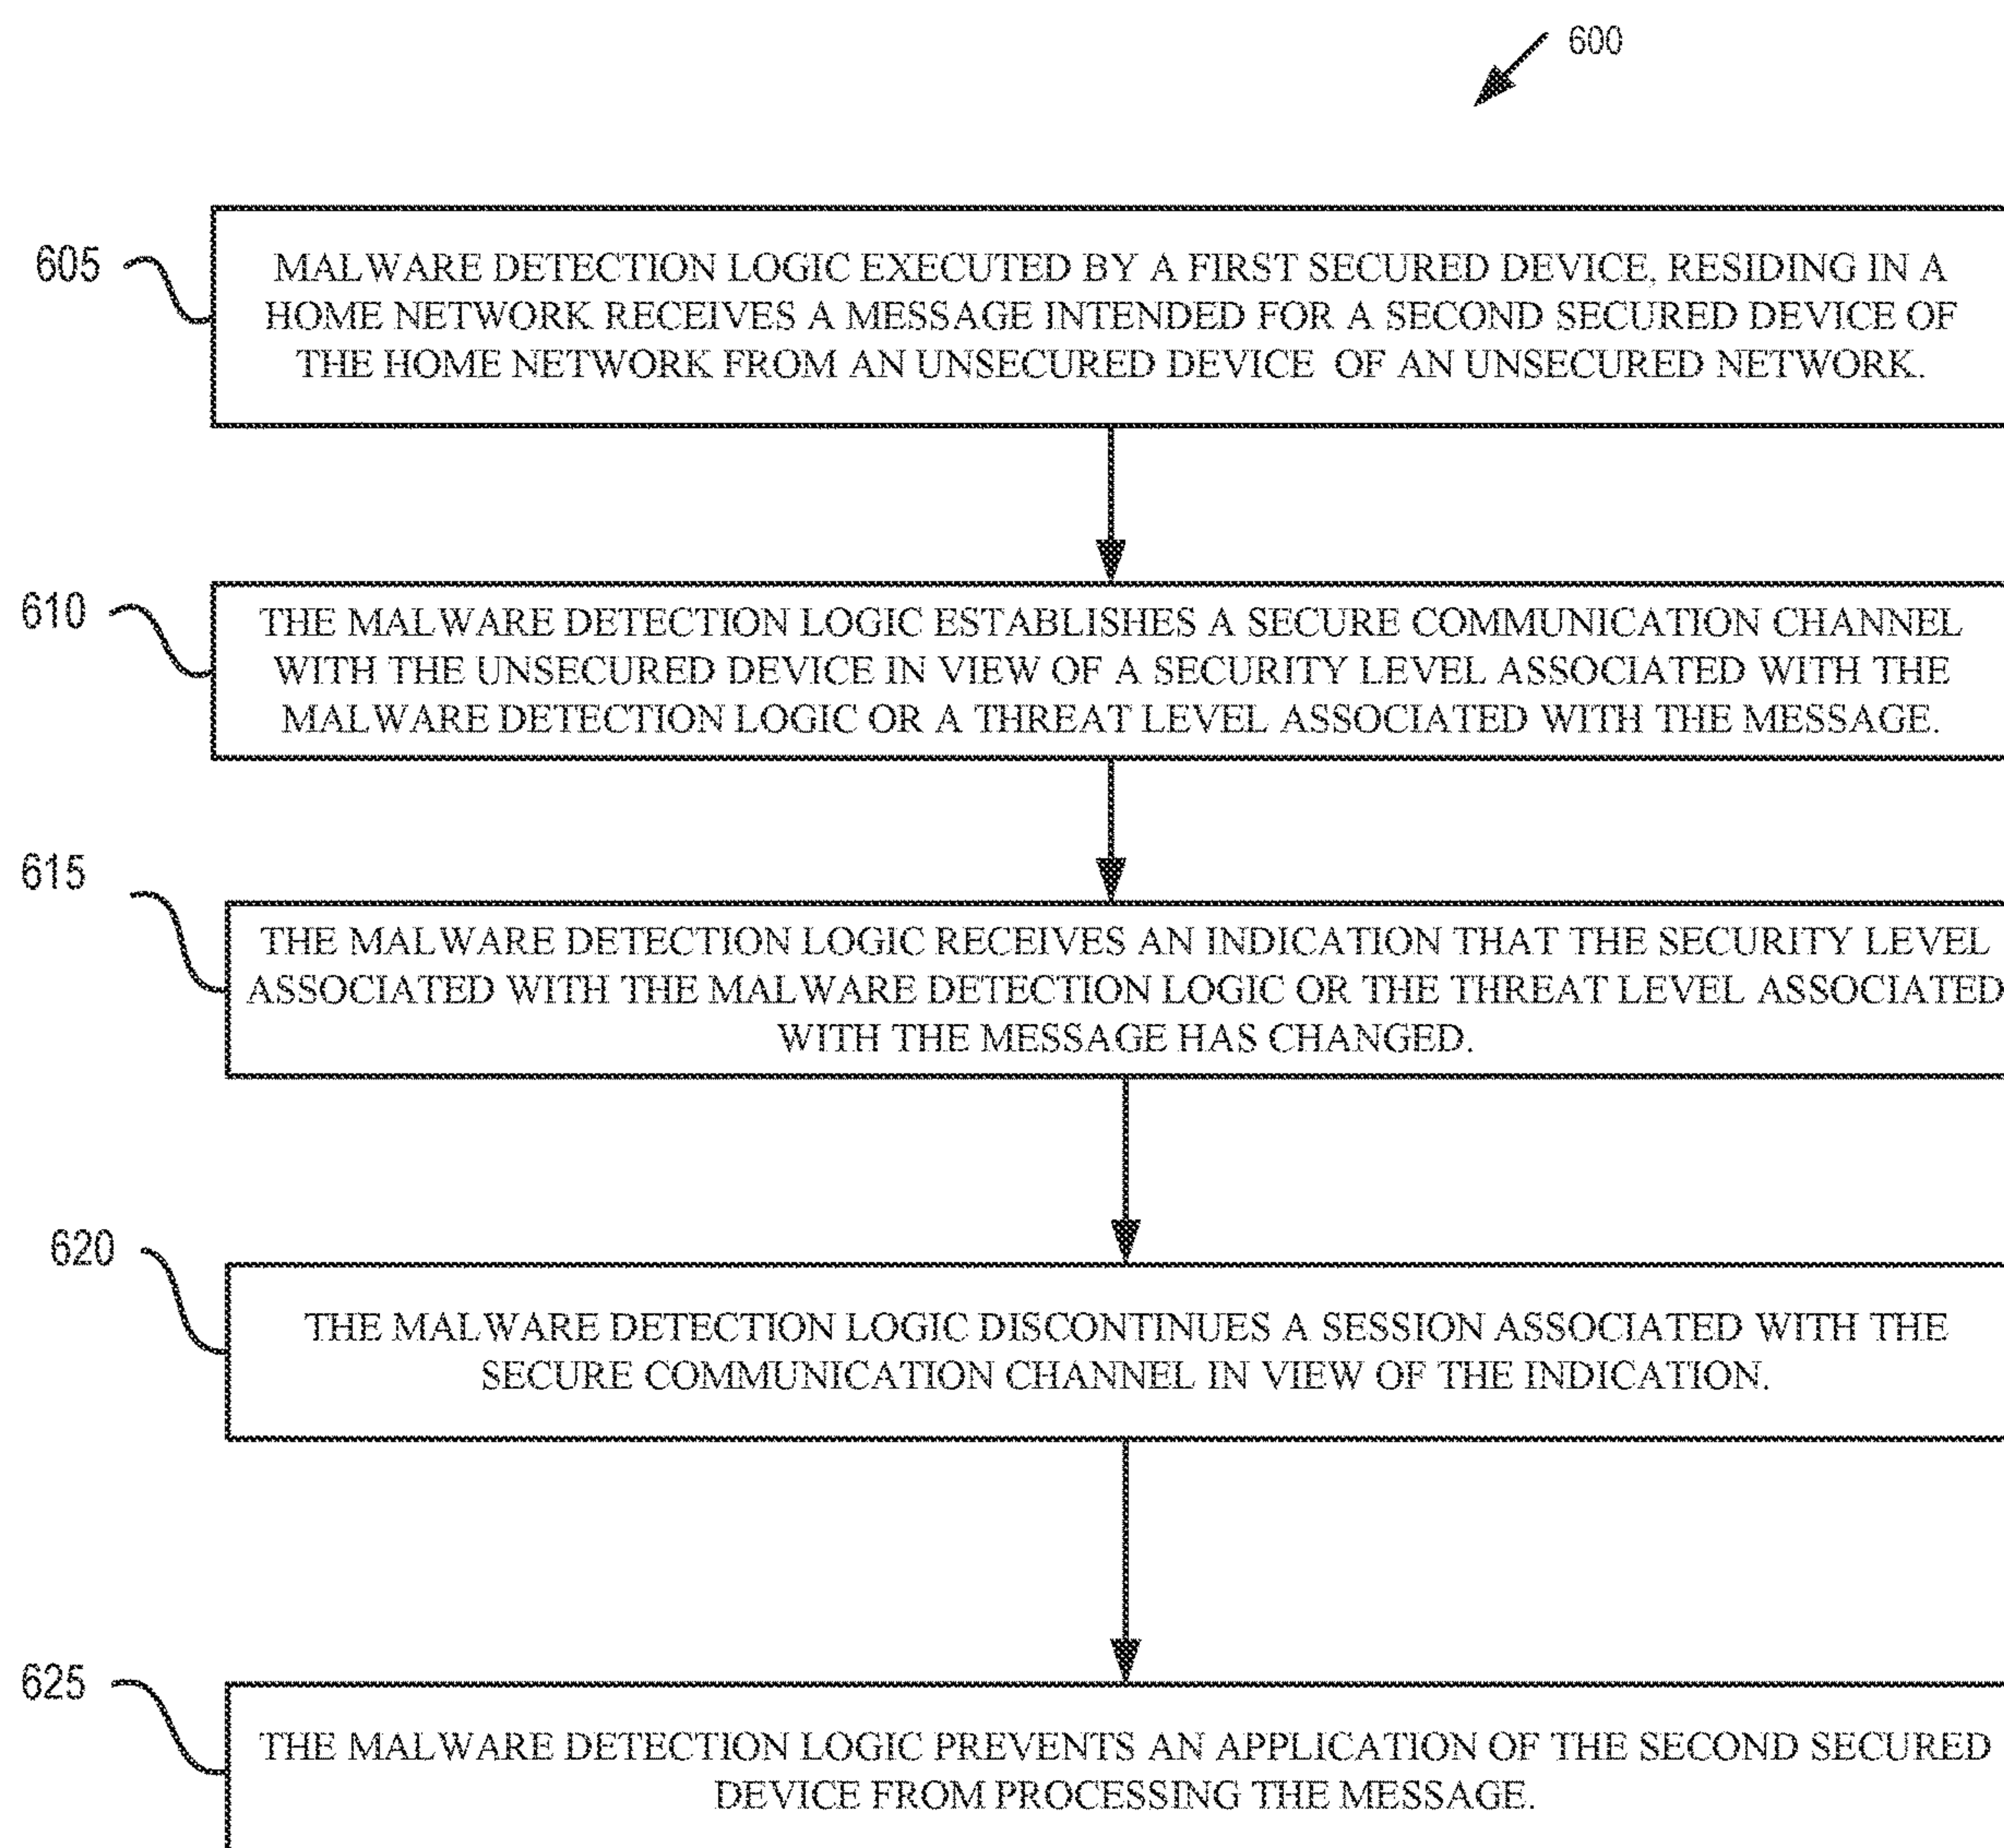 600
605
MALWARE DETECTION LOGIC EXECUTED BY A FIRST SECURED DEVICE, RESIDING IN A
HOME NETWORK RECEIVES A MESSAGE INTENDED FOR A SECOND SECURED DEVICE OF
THE HOME NETWORK FROM AN UNSECURED DEVICE OF AN UNSECURED NETWORK.
610
THE MALWARE DETECTION LOGIC ESTABLISHES A SECURE COMMUNICATION CHANNEL
WITH THE UNSECURED DEVICE IN VIEW OF A SECURITY LEVEL ASSOCIATED WITH THE
MALWARE DETECTION LOGIC OR A THREAT LEVEL ASSOCIATED WITH THE MESSAGE.
615
THE MALWARE DETECTION LOGIC RECEIVES AN INDICATION THAT THE SECURITY LEVEL
ASSOCIATED WITH THE MALWARE DETECTION LOGIC OR THE THREAT LEVEL ASSOCIATED
WITH THE MESSAGE HAS CHANGED.
620
THE MALWARE DETECTION LOGIC DISCONTINUES A SESSION ASSOCIATED WITH THE
SECURE COMMUNICATION CHANNEL IN VIEW OF THE INDICATION.
625
THE MALWARE DETECTION LOGIC PREVENTS AN APPLICATION OF THE SECOND SECURED
DEVICE FROM PROCESSING THE MESSAGE.